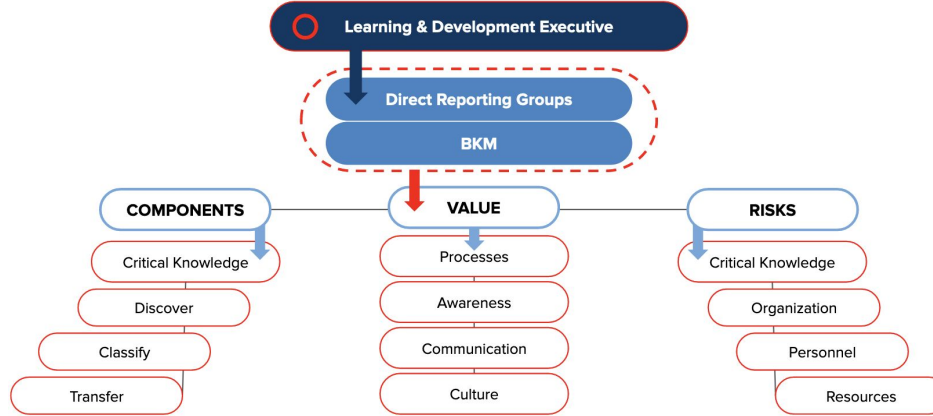 Learning & Development Executive
Direct Reporting Groups
BKM
COMPONENTS
VALUE
RISKS
Critical Knowledge
Discover
Classify
Transfer
Processes
Awareness
Communication
Culture
Critical Knowledge
Organization
Personnel
Resources